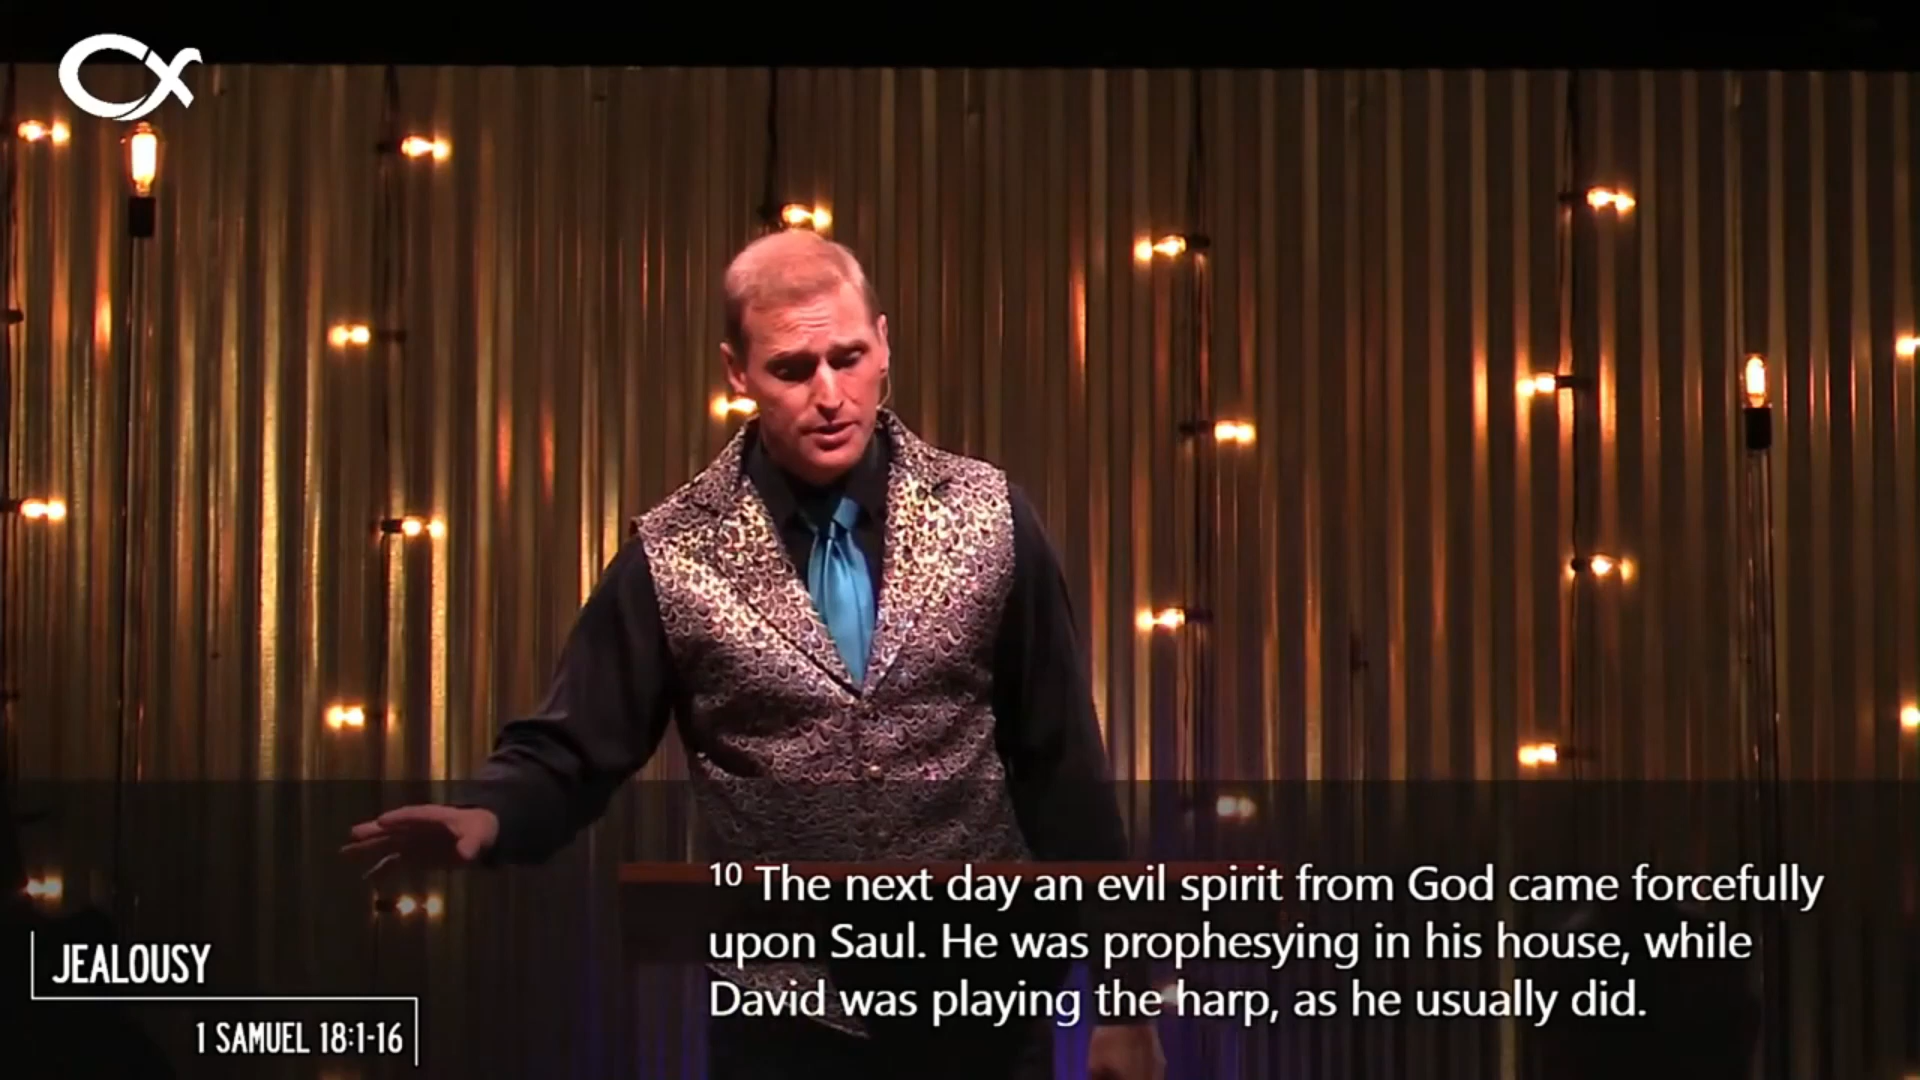 10 The next day an evil spirit from God came forcefully
upon Saul. He was prophesying in his house, while
David was playing the harp, as he usually did.
JEALOUSY
1 SAMUEL 18:1-16